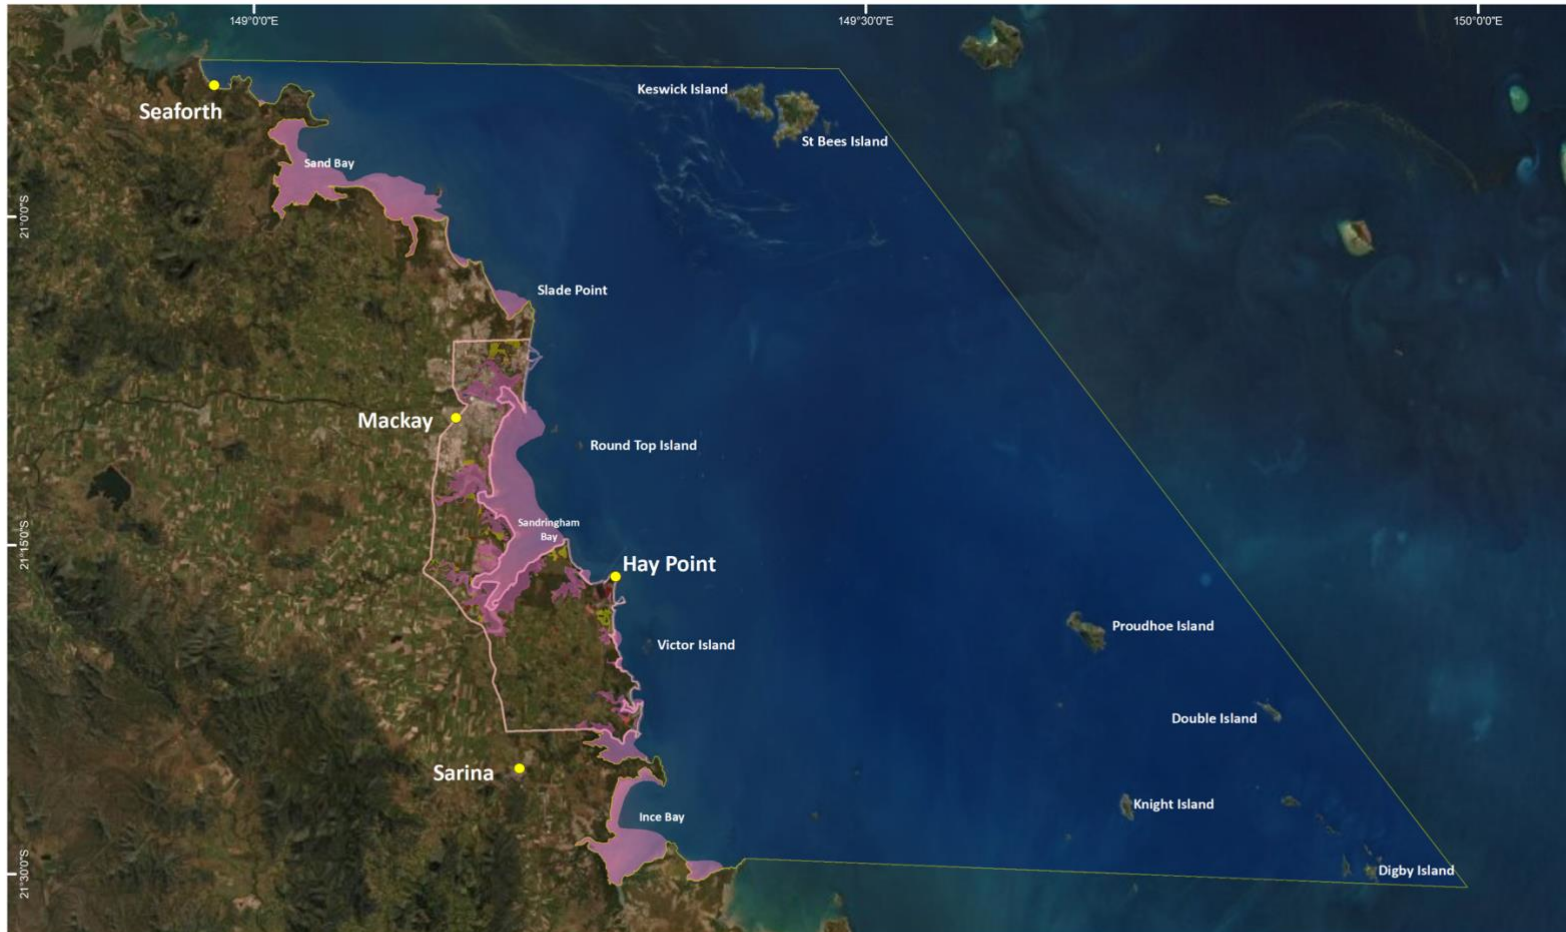 149°0'0"E
149°30'0"E
150°0'0"E
Keswick Island
Seaforth
St Bees Island
Sand Bay
21°0'0"S
Slade Point
Mackay
Round Top Island
Sandringham
Bay
21°15'0"S
Hay Point
Proudhoe Island
Victor Island
Double Island
Sarina
Knight Island
Ince Bay
Digby Island
21°30'0"S